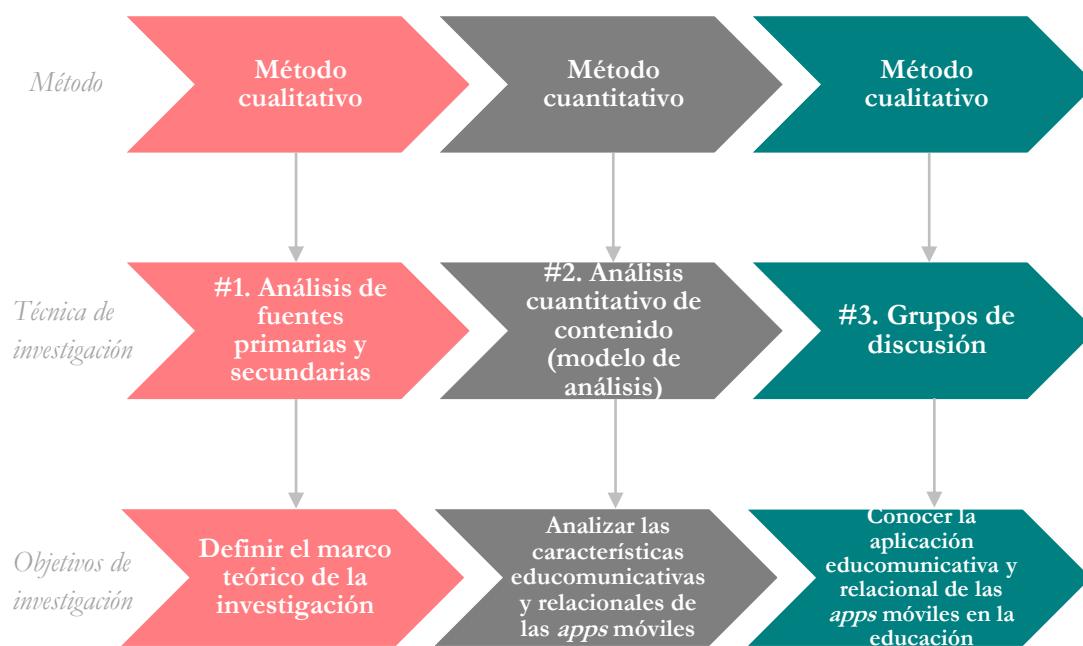 Método
Método
cualitativo
Método
cuantitativo
Método
cualitativo
Técnica de
investigación
#1. Análisis de
fuentes
primarias y
secundarias
#2. Análisis
cuantitativo de
contenido
(modelo de
análisis)
#3. Grupos de
discusión
Objetivos de
investigación
Definir el marco
teórico de la
investigación
Analizar las
características
educomunicativas
y relacionales de
las apps móviles
Conocer la
aplicación
educomunicativa y
relacional de las
apps móviles en la
educación